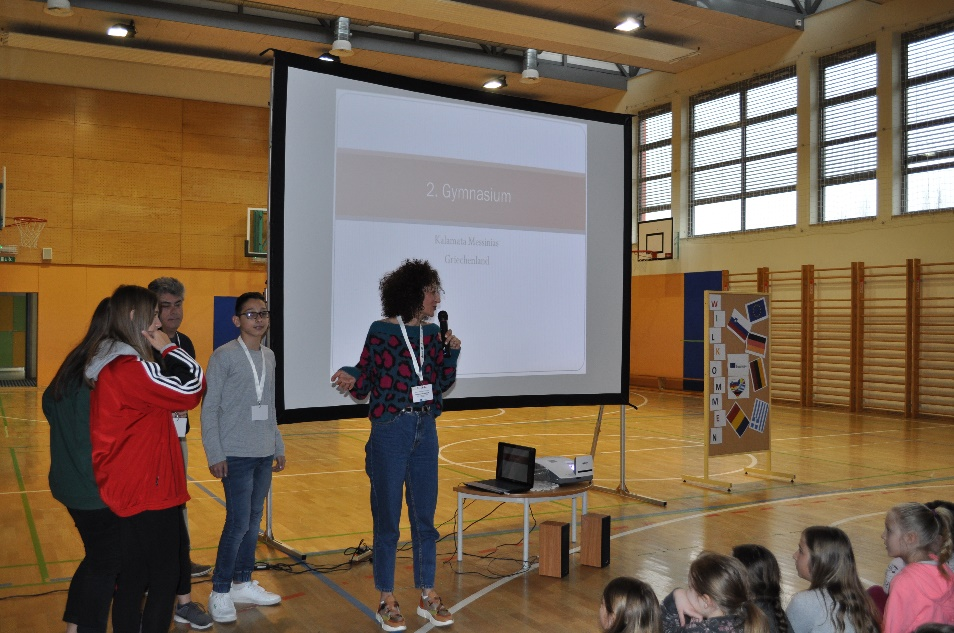 2. Gymnasium
Kalamata Messinias
Griechenland
WILLKOMMEN